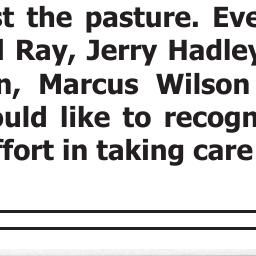 st the pasture. Eve
l Ray, Jerry Hadley
n, Marcus Wilson
ould like to recogn
ffort in taking care